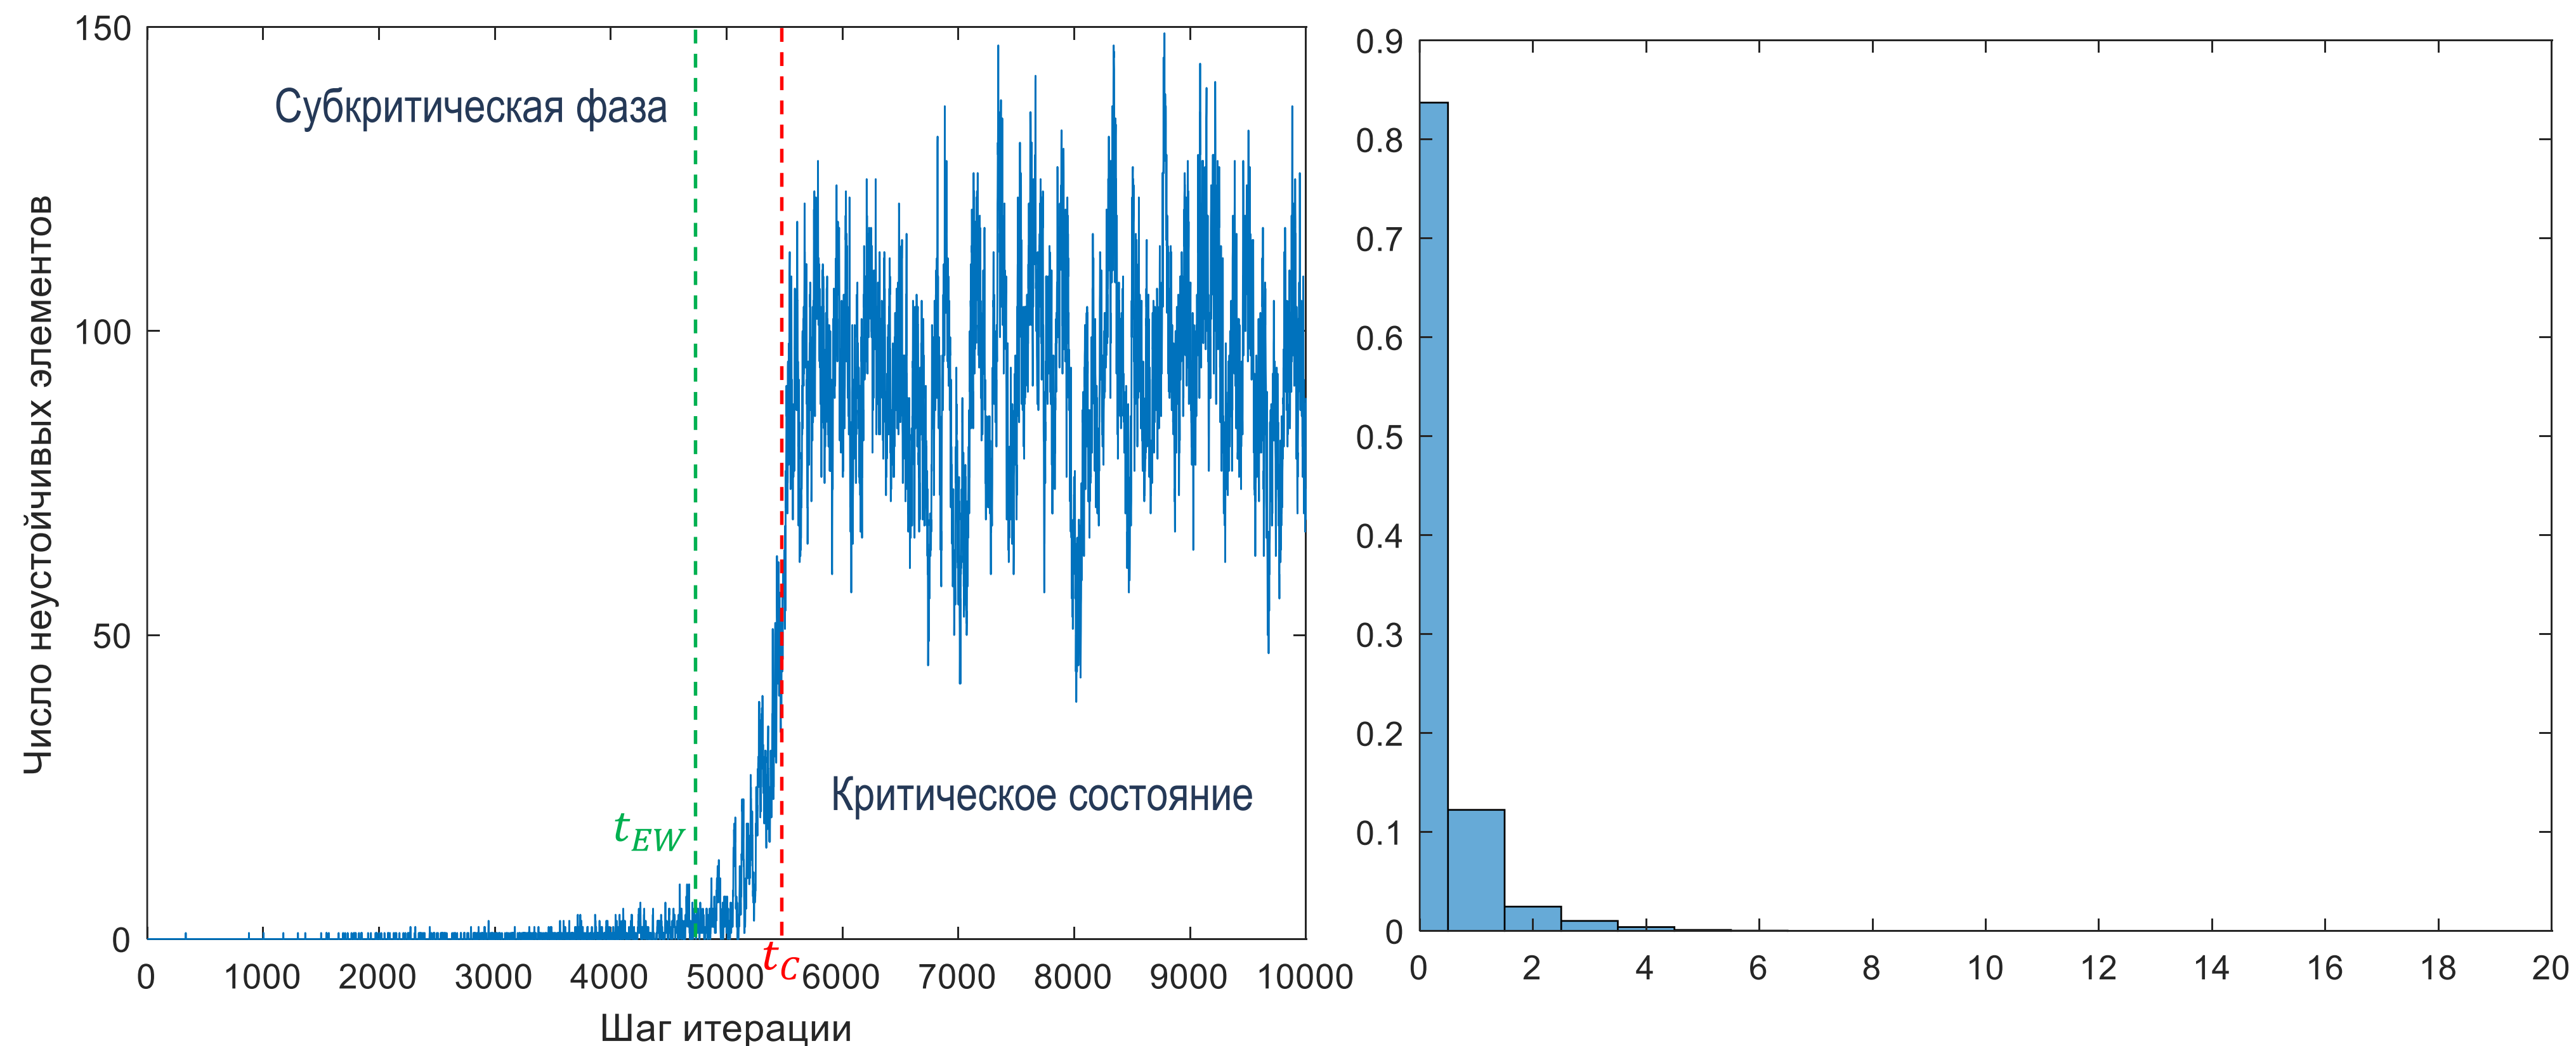 150
100
50
0
Число неустойчивых элементов
Субкритическая фаза
Критическое состояние
t_EW
t_C
0 1000 2000 3000 4000 5000 6000 7000 8000 9000 10000
Шаг итерации
0.9
0.8
0.7
0.6
0.5
0.4
0.3
0.2
0.1
0
0 2 4 6 8 10 12 14 16 18 20